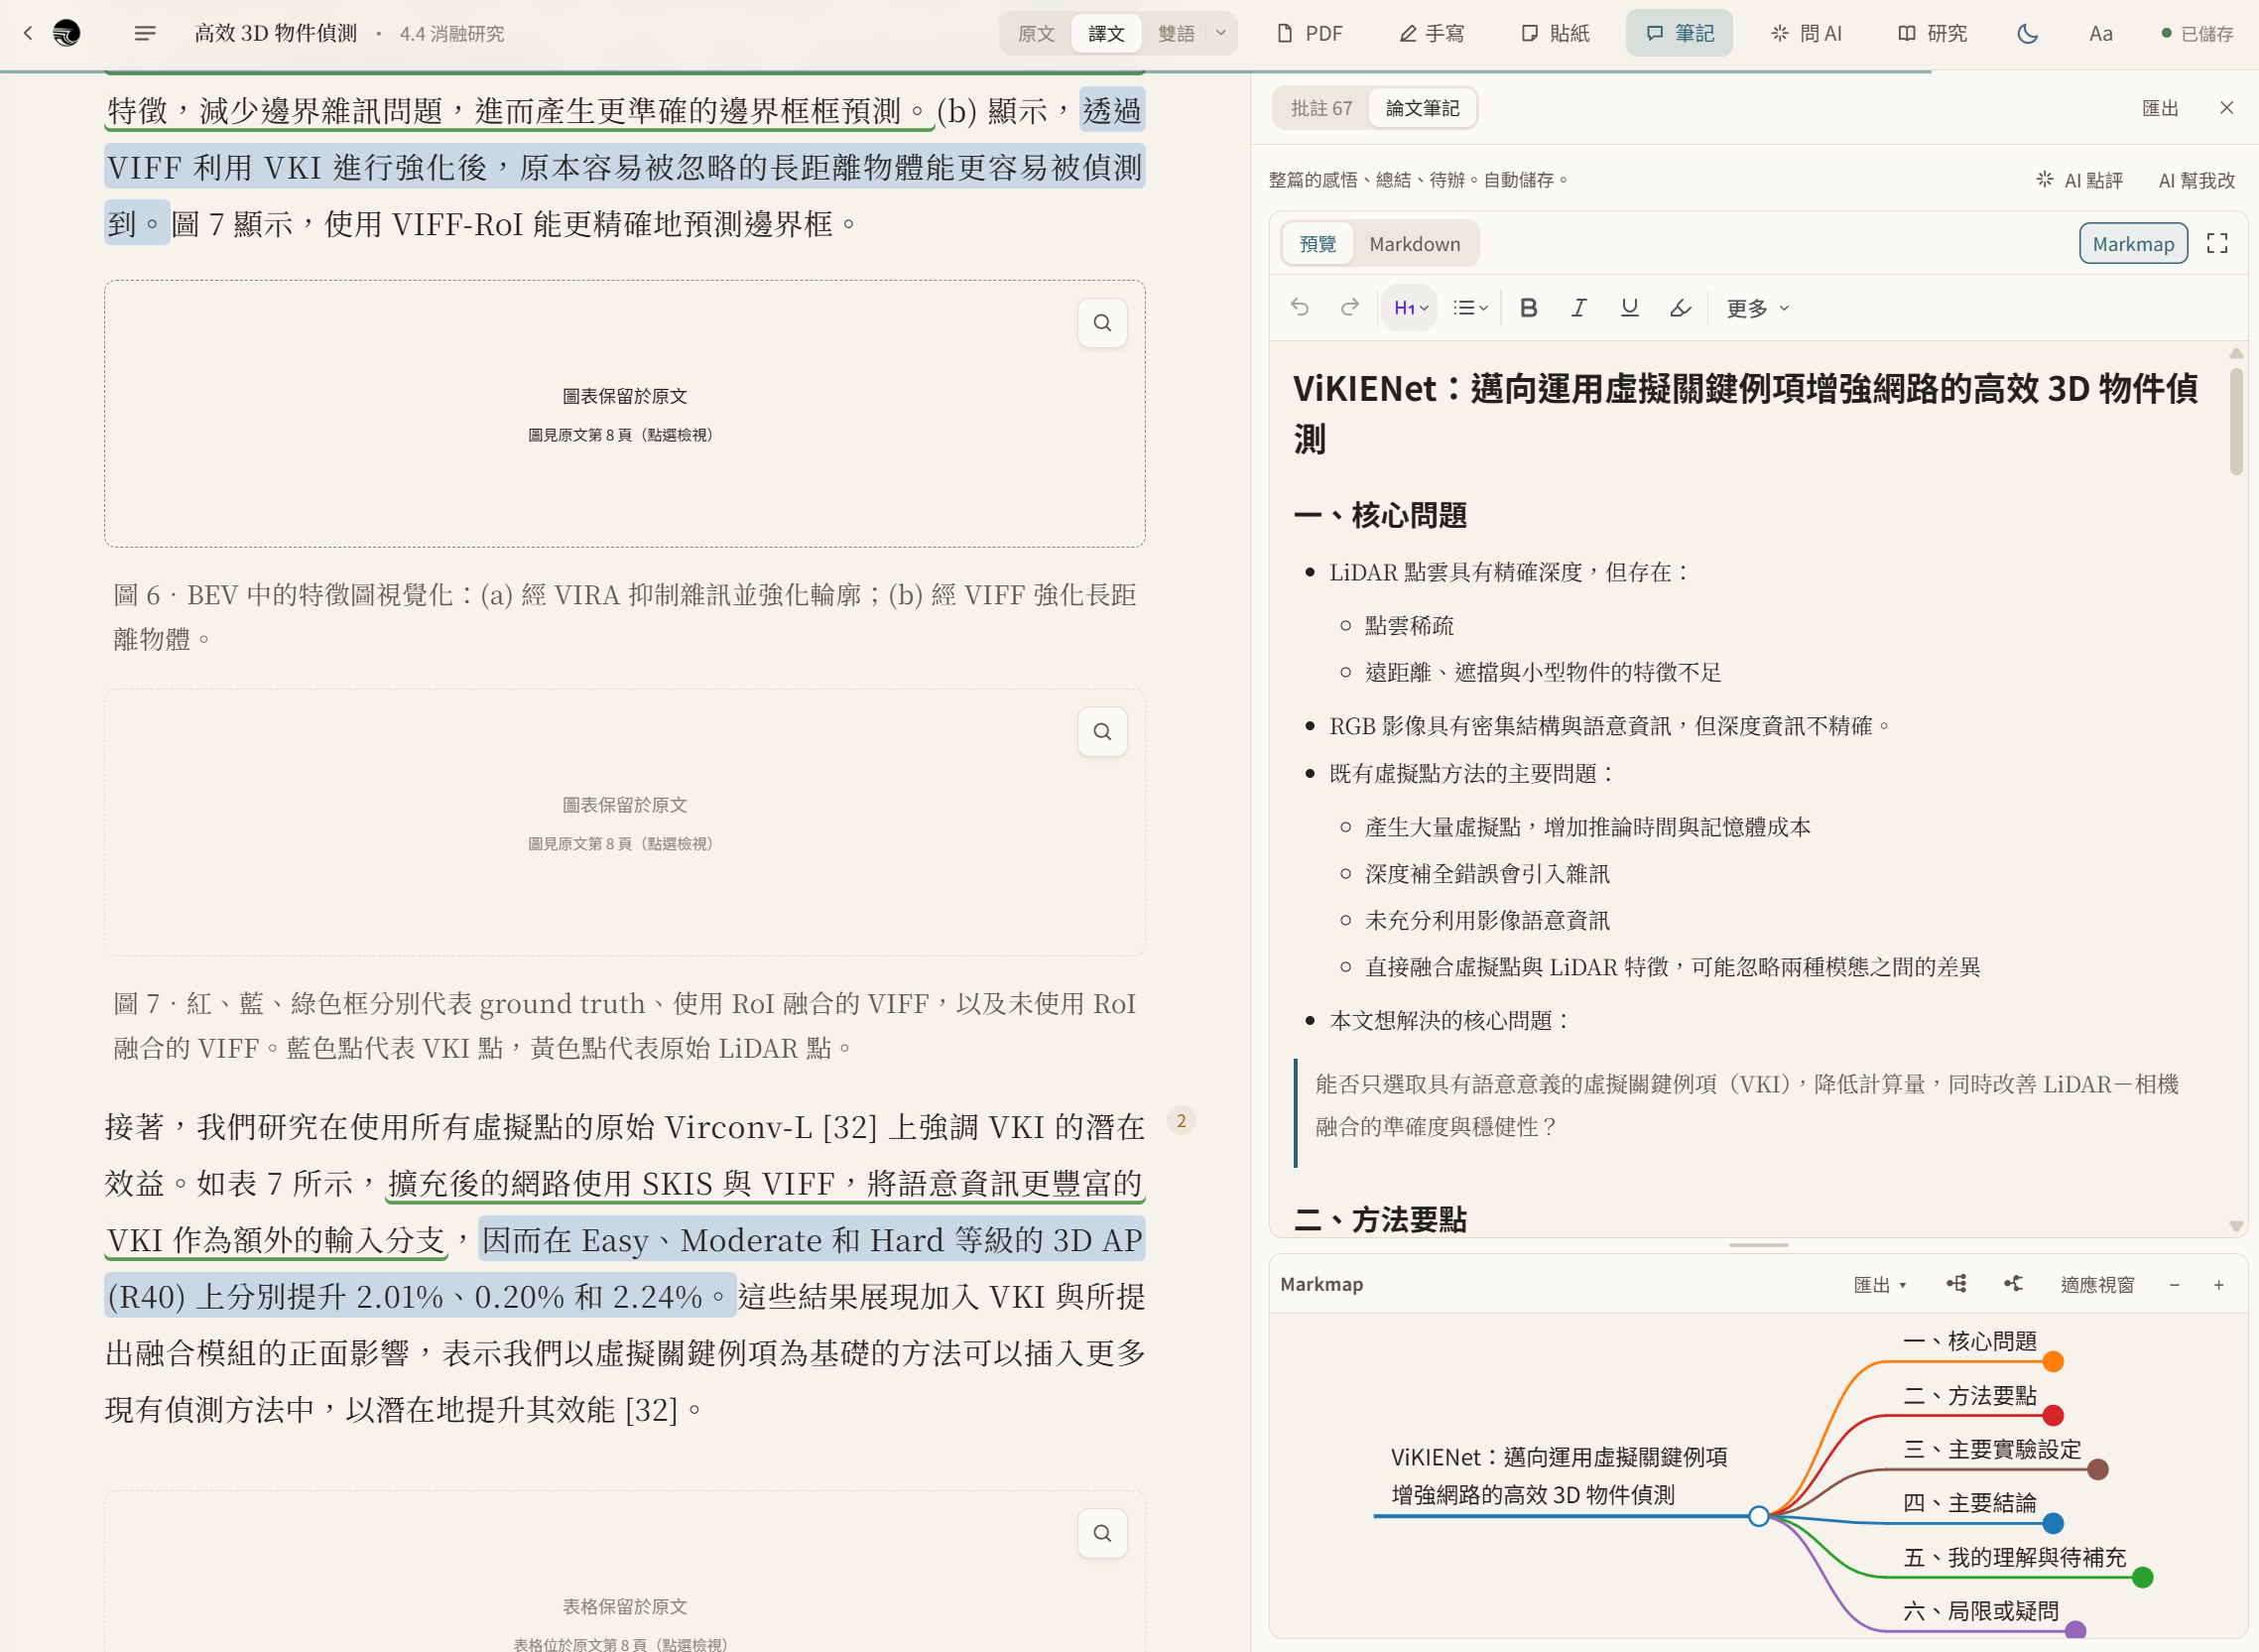 高效 3D 物件偵測 • 4.4 消融研究
原文 譯文 雙語
PDF 手寫 貼紙 筆記 問 AI 研究 Aa 已儲存
特徵，減少邊界雜訊問題，進而產生更準確的邊界框框預測。(b) 顯示，透過
VIFF 利用 VKI 進行強化後，原本容易被忽略的長距離物體能更容易被偵測
到。圖 7 顯示，使用 VIFF-RoI 能更精確地預測邊界框。
圖表保留於原文
圖見原文第 8 頁（點選檢視）
圖 6 · BEV 中的特徵圖視覺化：(a) 經 VIRA 抑制雜訊並強化輪廓；(b) 經 VIFF 強化長距
離物體。
圖表保留於原文
圖見原文第 8 頁（點選檢視）
圖 7 · 紅、藍、綠色框分別代表 ground truth、使用 RoI 融合的 VIFF，以及未使用 RoI
融合的 VIFF。藍色點代表 VKI 點，黃色點代表原始 LiDAR 點。
接著，我們研究在使用所有虛擬點的原始 Virconv-L [32] 上強調 VKI 的潛在
2
效益。如表 7 所示，擴充後的網路使用 SKIS 與 VIFF，將語意資訊更豐富的
VKI 作為額外的輸入分支，因而在 Easy、Moderate 和 Hard 等級的 3D AP
(R40) 上分別提升 2.01%、0.20% 和 2.24%。這些結果展現加入 VKI 與所提
出融合模組的正面影響，表示我們以虛擬關鍵例項為基礎的方法可以插入更多
現有偵測方法中，以潛在地提升其效能 [32]。
表格保留於原文
表格位於原文第 8 頁（點選檢視）
批註 67 論文筆記 匯出
整篇的感悟、總結、待辦。自動儲存。 AI 點評 AI 幫我改
預覽 Markdown Markmap
H1 B I U 更多
ViKIENet：邁向運用虛擬關鍵例項增強網路的高效 3D 物件偵
測
一、核心問題
LiDAR 點雲具有精確深度，但存在：
點雲稀疏
遠距離、遮擋與小型物件的特徵不足
RGB 影像具有密集結構與語意資訊，但深度資訊不精確。
既有虛擬點方法的主要問題：
產生大量虛擬點，增加推論時間與記憶體成本
深度補全錯誤會引入雜訊
未充分利用影像語意資訊
直接融合虛擬點與 LiDAR 特徵，可能忽略兩種模態之間的差異
本文想解決的核心問題：
能否只選取具有語意意義的虛擬關鍵例項（VKI），降低計算量，同時改善 LiDAR－相機
融合的準確度與穩健性？
二、方法要點
Markmap 匯出 ▾ 適應視窗 − +
ViKIENet：邁向運用虛擬關鍵例項
增強網路的高效 3D 物件偵測
一、核心問題
二、方法要點
三、主要實驗設定
四、主要結論
五、我的理解與待補充
六、局限或疑問